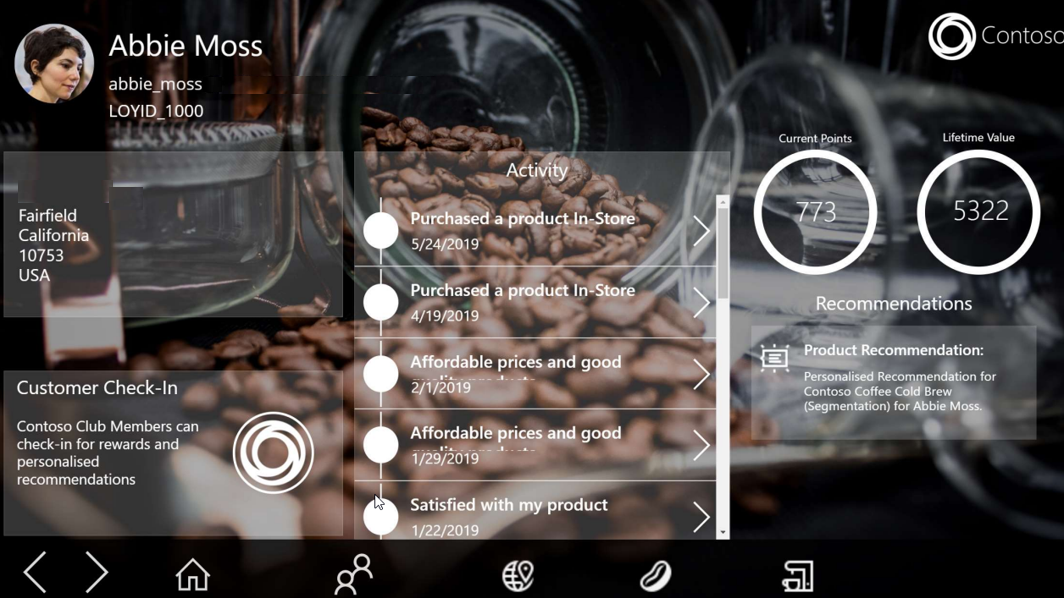 Abbie Moss
abbie_moss
LOYID_1000
Contoso
Fairfield
California
10753
USA
Customer Check-In
Contoso Club Members can
check-in for rewards and
personalised
recommendations
Activity
Purchased a product In-Store
5/24/2019
Purchased a product In-Store
4/19/2019
Affordable prices and good
quality products
2/1/2019
Affordable prices and good
quality products
1/29/2019
Satisfied with my product
1/22/2019
Current Points
773
Lifetime Value
5322
Recommendations
Product Recommendation:
Personalised Recommendation for
Contoso Coffee Cold Brew
(Segmentation) for Abbie Moss.